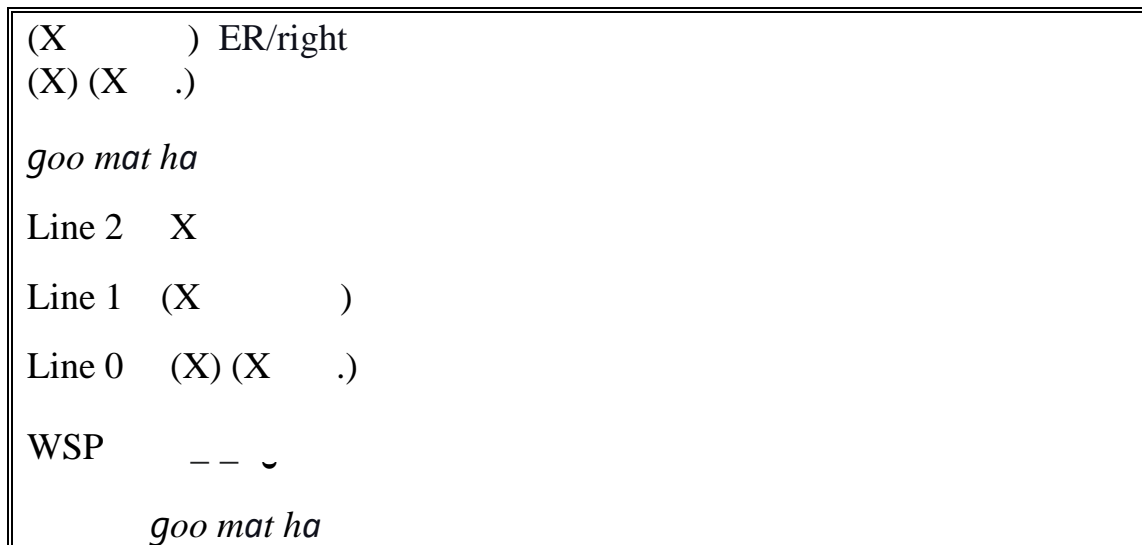 (X ) ER/right
(X) (X .)
goo mat ha
Line 2 X
Line 1 (X )
Line 0 (X) (X .)
WSP _ _ ˘
goo mat ha